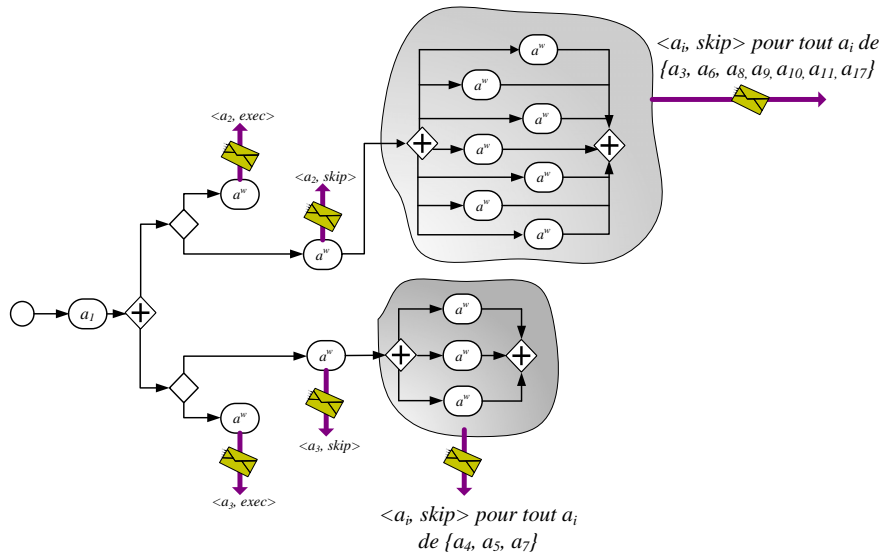 <aᵢ, skip> pour tout aᵢ de
{a₃, a₆, a₈, a₉, a₁₀, a₁₁, a₁₇}
<a₂, exec>
<a₂, skip>
aʷ
aʷ
aʷ
aʷ
aʷ
aʷ
aʷ
aʷ
aʷ
a₁
aʷ
aʷ
aʷ
aʷ
aʷ
<a₃, skip>
<a₃, exec>
<aᵢ, skip> pour tout aᵢ
de {a₄, a₅, a₇}